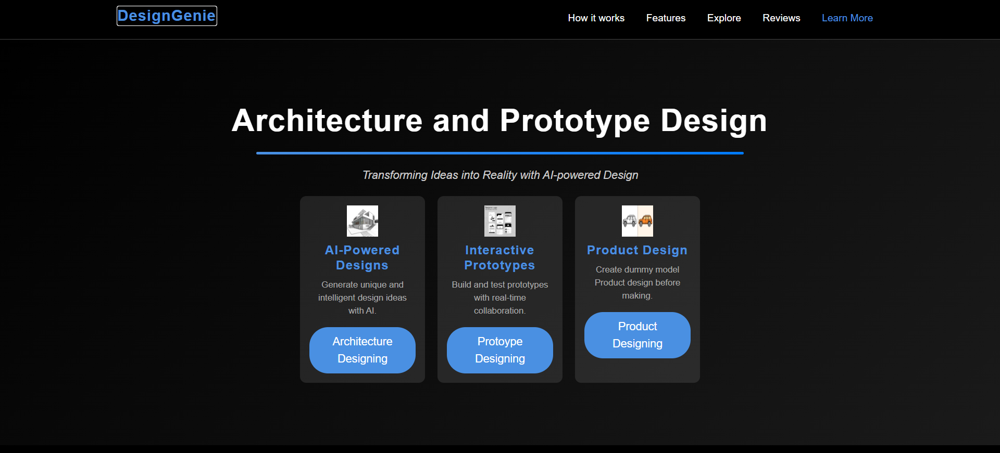 DesignGenie
How it works
Features
Explore
Reviews
Learn More
Architecture and Prototype Design
Transforming Ideas into Reality with AI-powered Design
AI-Powered
Designs
Generate unique and
intelligent design ideas
with AI.
Architecture
Designing
Interactive
Prototypes
Build and test prototypes
with real-time
collaboration.
Protoype
Designing
Product Design
Create dummy model
Product design before
making.
Product
Designing